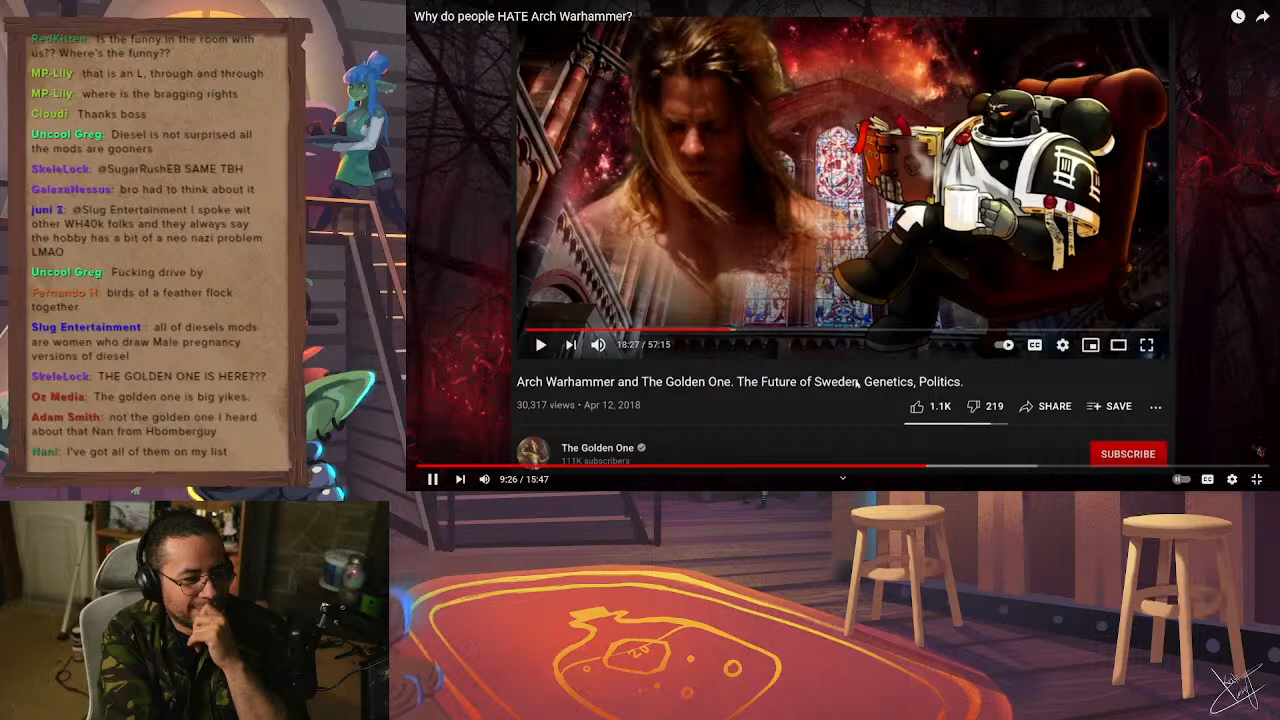 RedKitten: Is the funny in the room with
us?? Where's the funny??
MP-Lily: that is an L, through and through
MP-Lily: where is the bragging rights
Cloudi: Thanks boss
Uncool Greg: Diesel is not surprised all
the mods are gooners
SkeleLock: @SugarRushEB SAME TBH
GalaxaNessus: bro had to think about it
juni Σ: @Slug Entertainment I spoke wit
other WH40k folks and they always say
the hobby has a bit of a neo nazi problem
LMAO
Uncool Greg: Fucking drive by
Fernando H: birds of a feather flock
together
Slug Entertainment : all of diesels mods
are women who draw Male pregnancy
versions of diesel
SkeleLock: THE GOLDEN ONE IS HERE???
Oz Media: The golden one is big yikes.
Adam Smith: not the golden one I heard
about that Nan from Hbomberguy
Nani: I've got all of them on my list
Why do people HATE Arch Warhammer?
18:27 / 57:15
CC
Arch Warhammer and The Golden One. The Future of Sweden, Genetics, Politics.
30,317 views • Apr 12, 2018
1.1K 219 SHARE SAVE
The Golden One
111K subscribers
SUBSCRIBE
9:26 / 15:47
CC
20